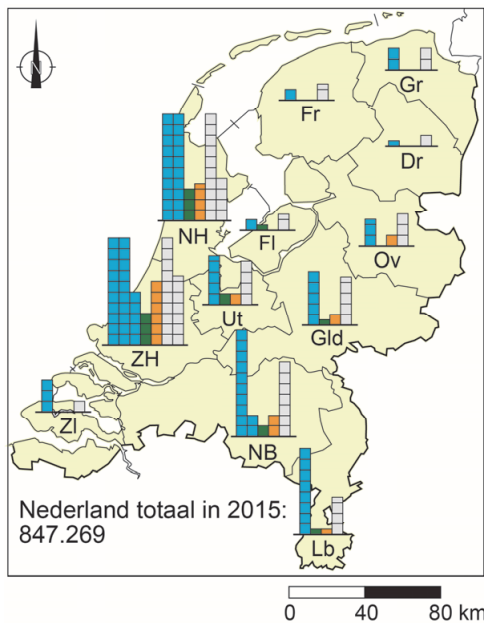 N
Gr
Fr
Dr
NH
Fl
Ov
Ut
Gld
ZH
Zl
NB
Nederland totaal in 2015:
847.269
Lb
0 40 80 km